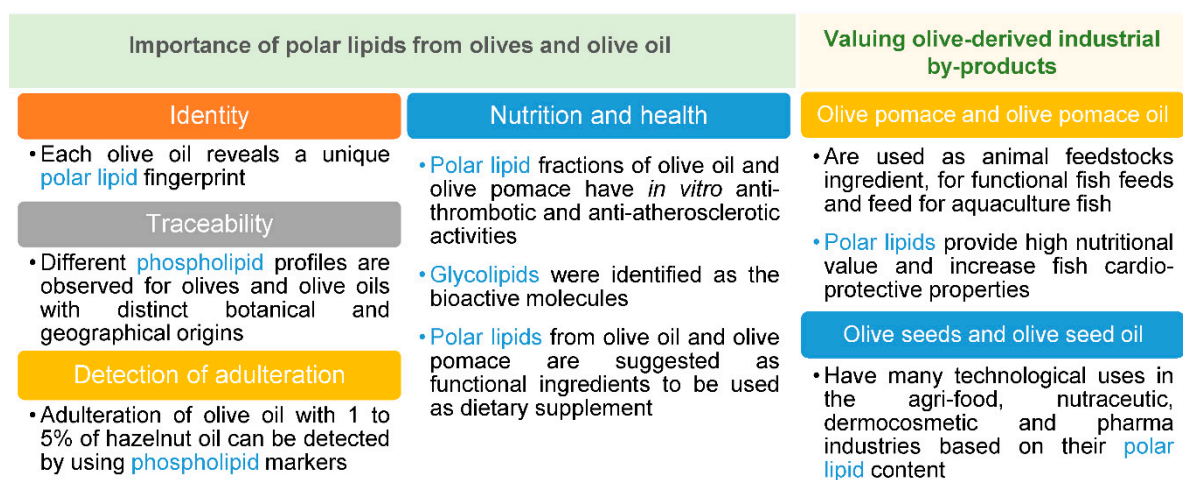 Importance of polar lipids from olives and olive oil
Valuing olive-derived industrial
by-products
Identity
• Each olive oil reveals a unique
polar lipid fingerprint
Traceability
• Different phospholipid profiles are
observed for olives and olive oils
with distinct botanical and
geographical origins
Detection of adulteration
• Adulteration of olive oil with 1 to
5% of hazelnut oil can be detected
by using phospholipid markers
Nutrition and health
• Polar lipid fractions of olive oil and
olive pomace have in vitro anti-
thrombotic and anti-atherosclerotic
activities
• Glycolipids were identified as the
bioactive molecules
• Polar lipids from olive oil and olive
pomace are suggested as
functional ingredients to be used
as dietary supplement
Olive pomace and olive pomace oil
• Are used as animal feedstocks
ingredient, for functional fish feeds
and feed for aquaculture fish
• Polar lipids provide high nutritional
value and increase fish cardio-
protective properties
Olive seeds and olive seed oil
• Have many technological uses in
the agri-food, nutraceutic,
dermocosmetic and pharma
industries based on their polar
lipid content